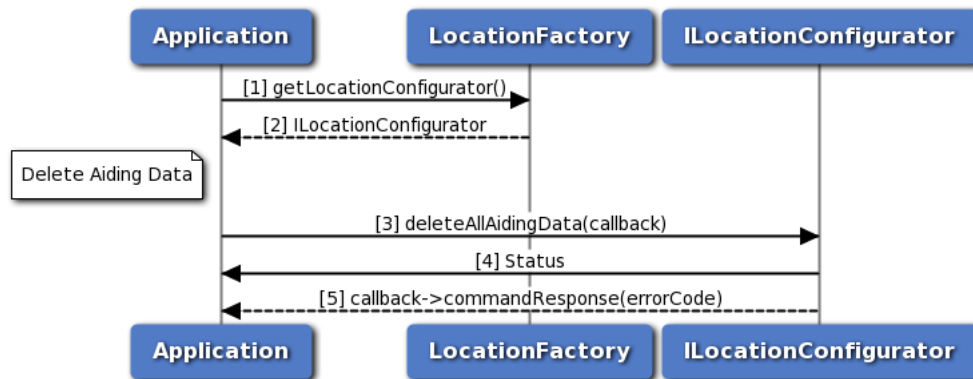 Application
LocationFactory
ILocationConfigurator
[1] getLocationConfigurator()
[2] ILocationConfigurator
Delete Aiding Data
[3] deleteAllAidingData(callback)
[4] Status
[5] callback->commandResponse(errorCode)
Application
LocationFactory
ILocationConfigurator